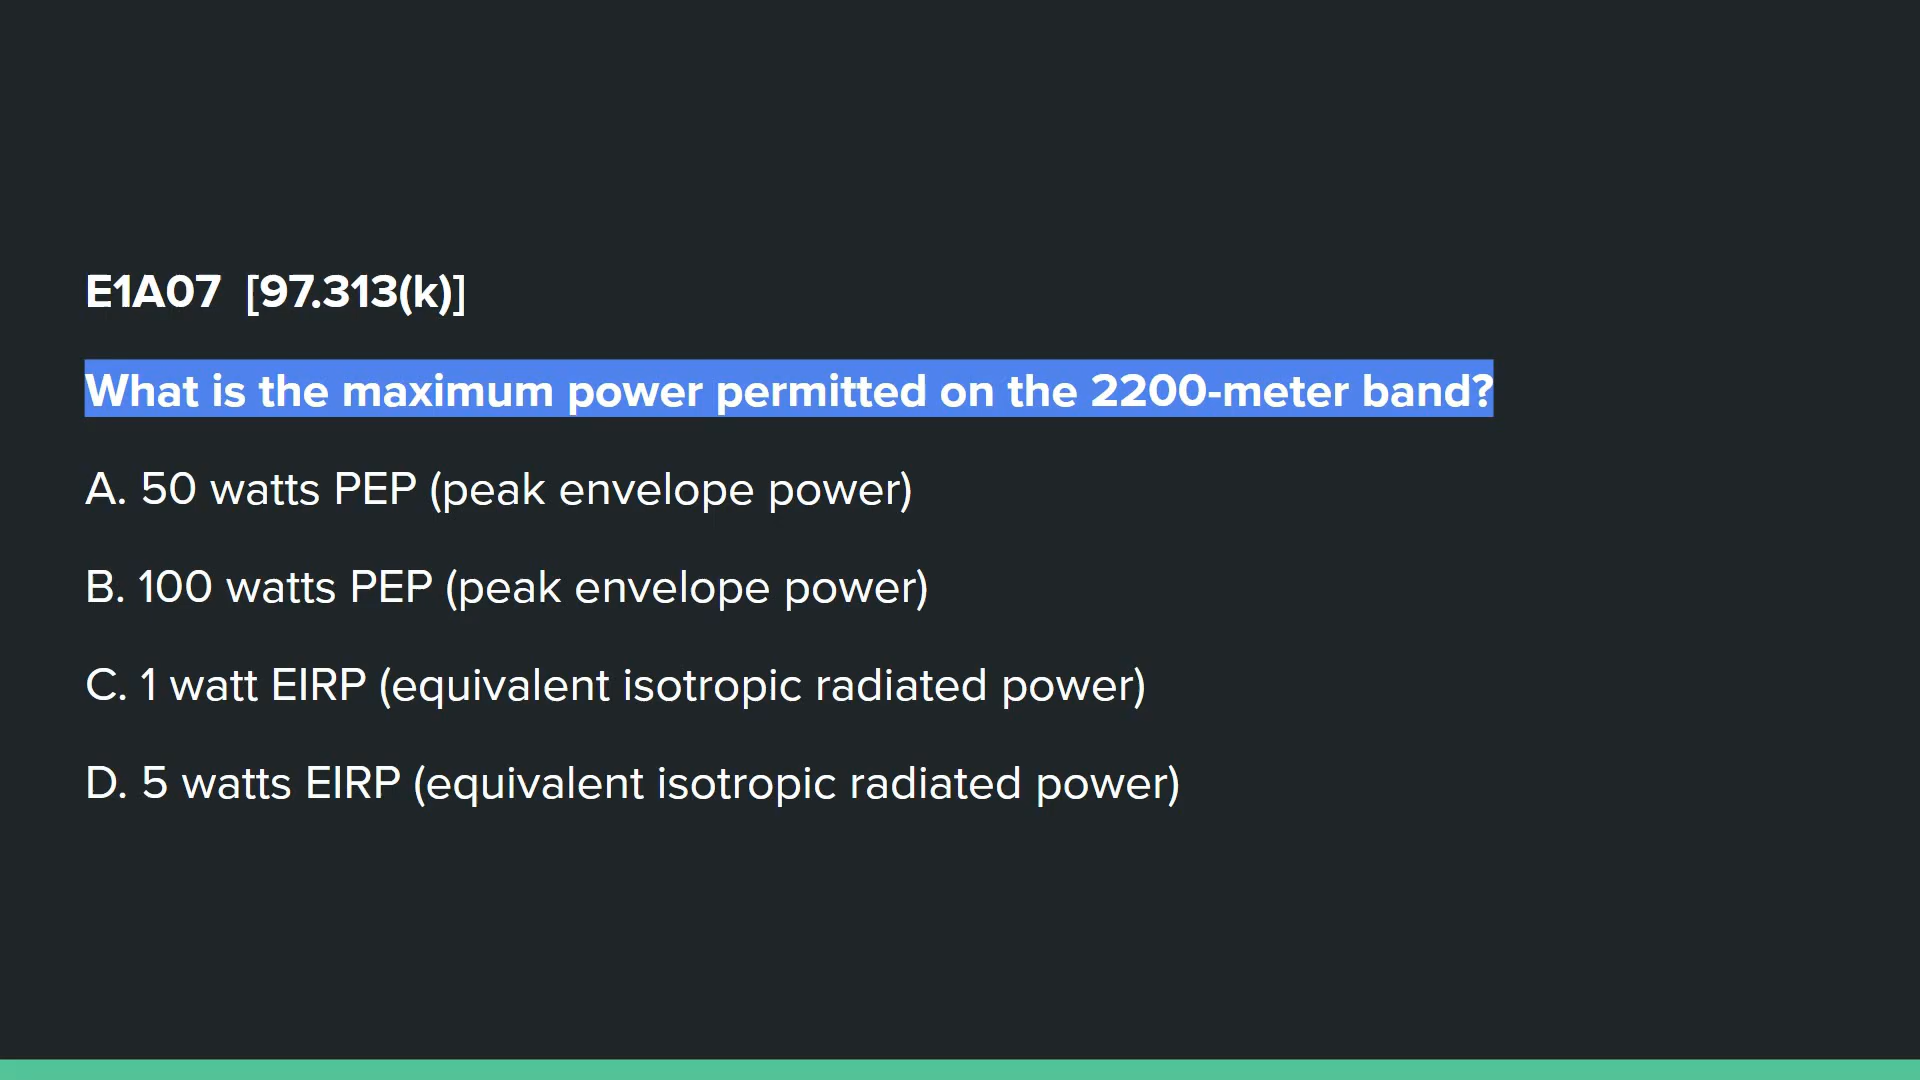 E1A07 [97.313(k)]
What is the maximum power permitted on the 2200-meter band?
A. 50 watts PEP (peak envelope power)
B. 100 watts PEP (peak envelope power)
C. 1 watt EIRP (equivalent isotropic radiated power)
D. 5 watts EIRP (equivalent isotropic radiated power)